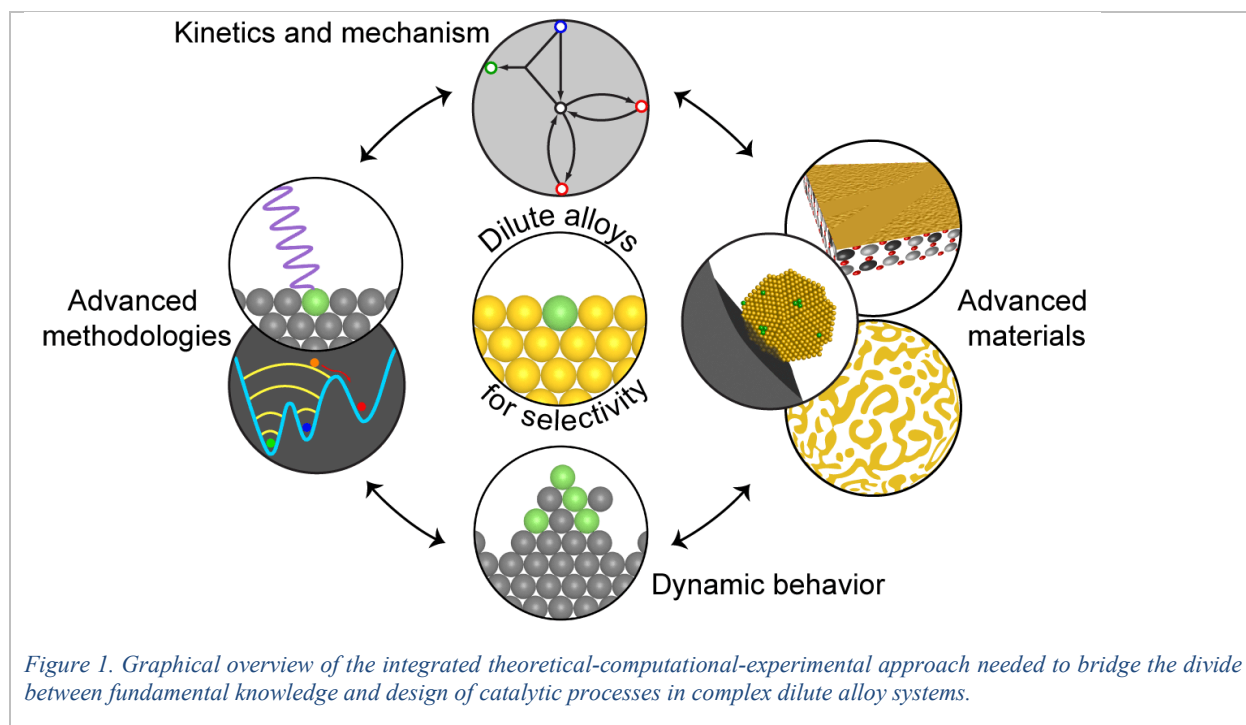 Kinetics and mechanism
Advanced
methodologies
Dilute alloys
for selectivity
Advanced
materials
Dynamic behavior
Figure 1. Graphical overview of the integrated theoretical-computational-experimental approach needed to bridge the divide
between fundamental knowledge and design of catalytic processes in complex dilute alloy systems.